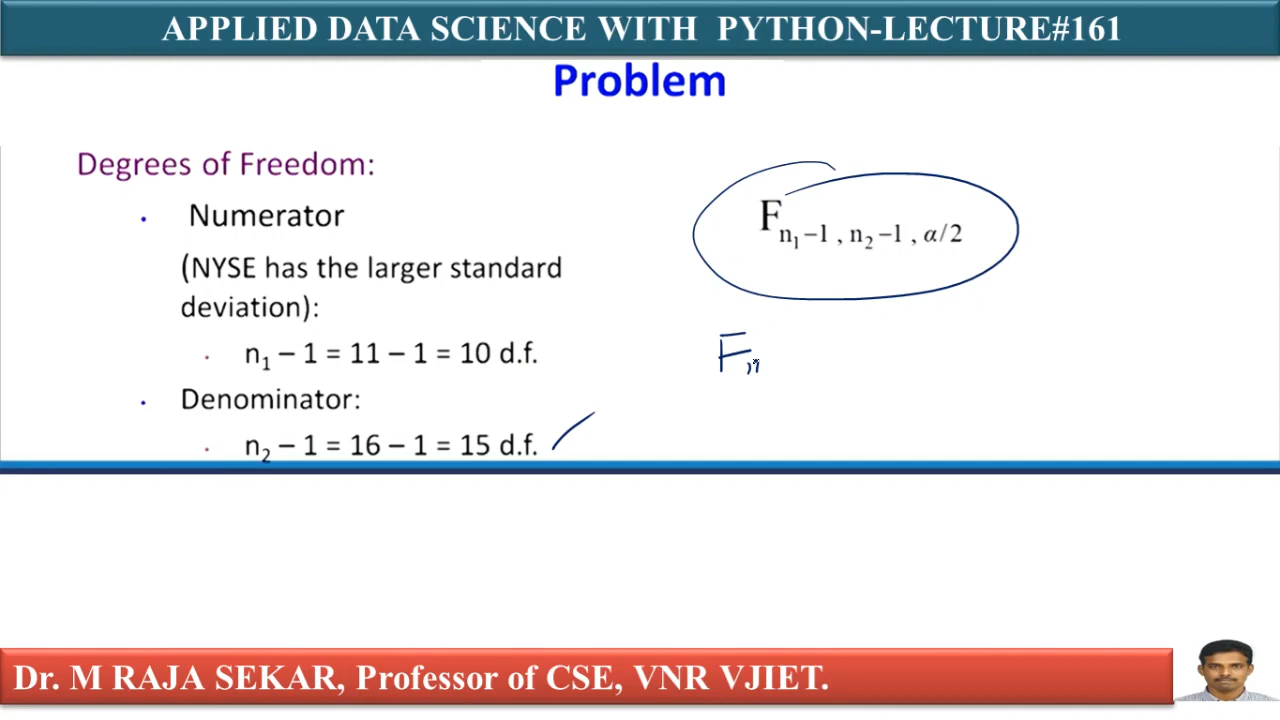 APPLIED DATA SCIENCE WITH PYTHON-LECTURE#161
Problem
Degrees of Freedom:
· Numerator
(NYSE has the larger standard
deviation):
· n₁ – 1 = 11 – 1 = 10 d.f.
· Denominator:
· n₂ – 1 = 16 – 1 = 15 d.f.
F n₁−1 , n₂−1 , α/2
F
Dr. M RAJA SEKAR, Professor of CSE, VNR VJIET.